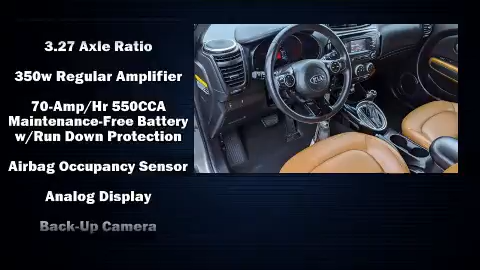 3.27 Axle Ratio
350w Regular Amplifier
70-Amp/Hr 550CCA
Maintenance-Free Battery
w/Run Down Protection
Airbag Occupancy Sensor
Analog Display
Back-Up Camera
KIA